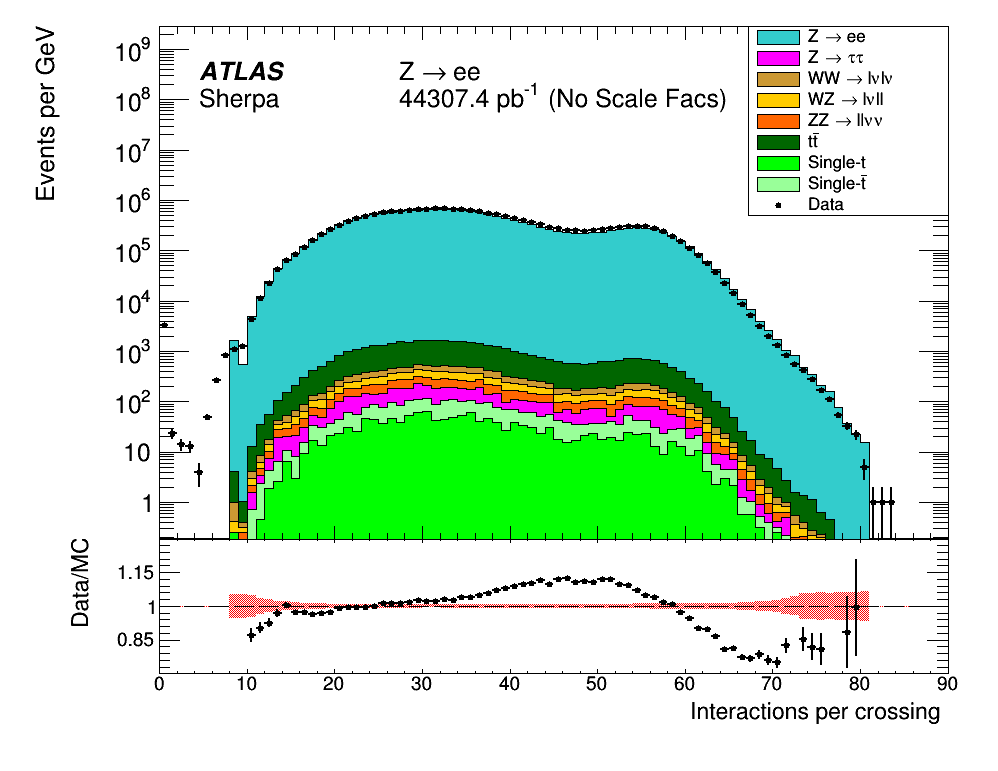 Events per GeV
10⁹
10⁸
10⁷
10⁶
10⁵
10⁴
10³
10²
10
1
ATLAS
Sherpa
Z → ee
44307.4 pb⁻¹ (No Scale Facs)
Z → ee
Z → ττ
WW → lνlν
WZ → lνll
ZZ → llνν
tt̄
Single-t
Single-t̄
Data
Data/MC
1.15
1
0.85
0 10 20 30 40 50 60 70 80 90
Interactions per crossing